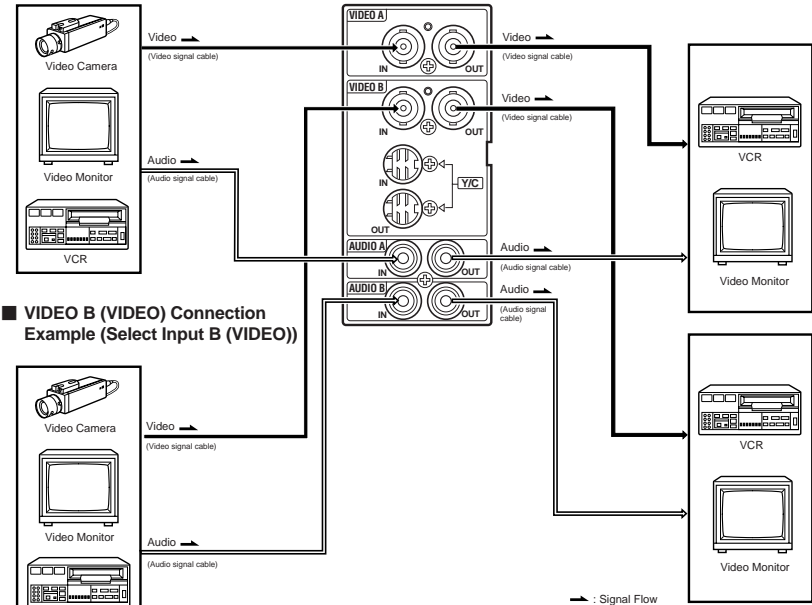 Video Camera
Video Monitor
VCR
Video
(Video signal cable)
Audio
(Audio signal cable)
VIDEO A
IN
OUT
VIDEO B
IN
OUT
IN
Y/C
OUT
AUDIO A
IN
OUT
AUDIO B
IN
OUT
Video
(Video signal cable)
Video
(Video signal cable)
Audio
(Audio signal cable)
Audio
(Audio signal
cable)
VCR
Video Monitor
■ VIDEO B (VIDEO) Connection
Example (Select Input B (VIDEO))
Video Camera
Video Monitor
Video
(Video signal cable)
Audio
(Audio signal cable)
VCR
Video Monitor
: Signal Flow